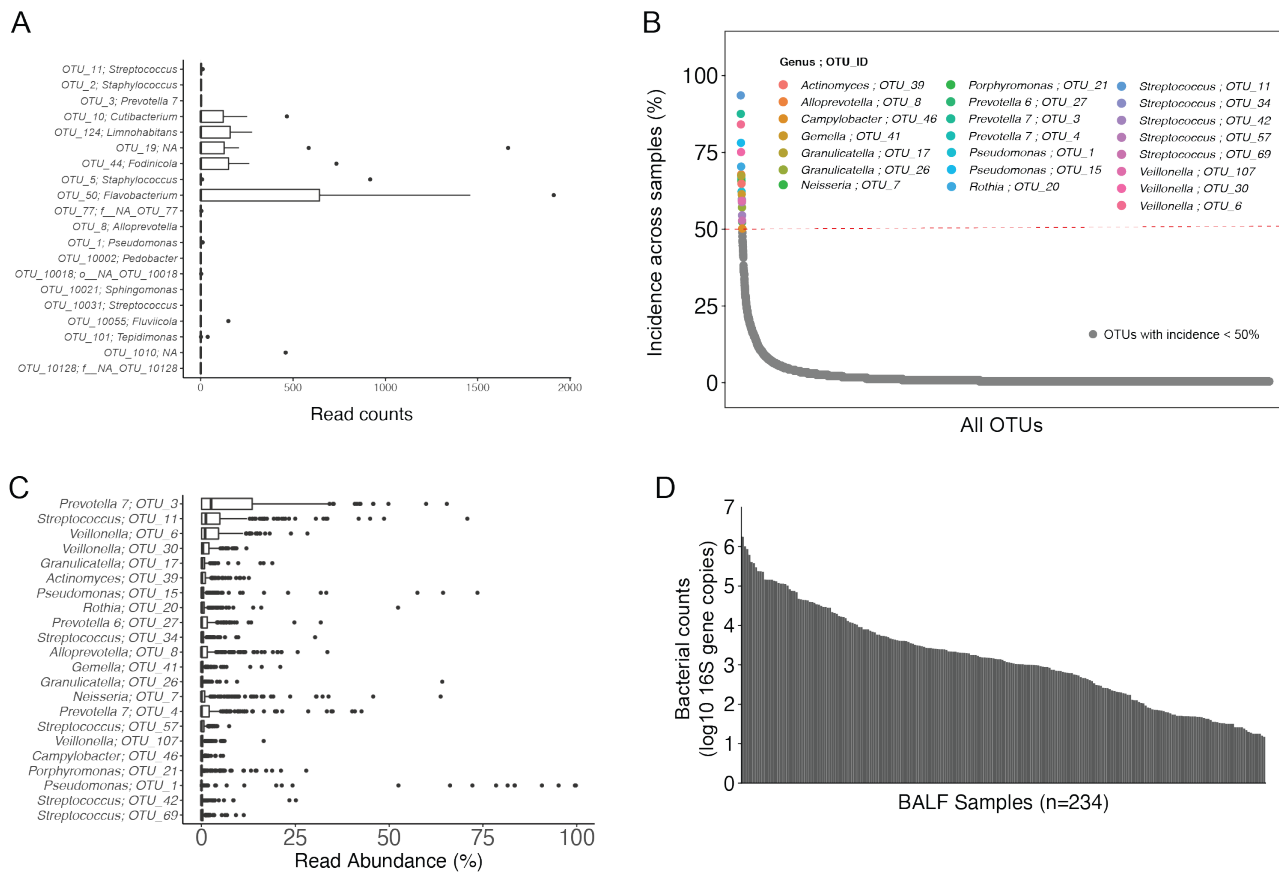 A
OTU_11; Streptococcus
OTU_2; Staphylococcus
OTU_3; Prevotella 7
OTU_10; Cutibacterium
OTU_124; Limnohabitans
OTU_19; NA
OTU_44; Fodinicola
OTU_5; Staphylococcus
OTU_50; Flavobacterium
OTU_77; f__NA_OTU_77
OTU_8; Alloprevotella
OTU_1; Pseudomonas
OTU_10002; Pedobacter
OTU_10018; o__NA_OTU_10018
OTU_10021; Sphingomonas
OTU_10031; Streptococcus
OTU_10055; Fluviicola
OTU_101; Tepidimonas
OTU_1010; NA
OTU_10128; f__NA_OTU_10128
0 500 1000 1500 2000
Read counts
B
Incidence across samples (%)
100
75
50
25
0
Genus ; OTU_ID
Actinomyces ; OTU_39
Alloprevotella ; OTU_8
Campylobacter ; OTU_46
Gemella ; OTU_41
Granulicatella ; OTU_17
Granulicatella ; OTU_26
Neisseria ; OTU_7
Porphyromonas ; OTU_21
Prevotella 6 ; OTU_27
Prevotella 7 ; OTU_3
Prevotella 7 ; OTU_4
Pseudomonas ; OTU_1
Pseudomonas ; OTU_15
Rothia ; OTU_20
Streptococcus ; OTU_11
Streptococcus ; OTU_34
Streptococcus ; OTU_42
Streptococcus ; OTU_57
Streptococcus ; OTU_69
Veillonella ; OTU_107
Veillonella ; OTU_30
Veillonella ; OTU_6
OTUs with incidence < 50%
All OTUs
C
Prevotella 7; OTU_3
Streptococcus; OTU_11
Veillonella; OTU_6
Veillonella; OTU_30
Granulicatella; OTU_17
Actinomyces; OTU_39
Pseudomonas; OTU_15
Rothia; OTU_20
Prevotella 6; OTU_27
Streptococcus; OTU_34
Alloprevotella; OTU_8
Gemella; OTU_41
Granulicatella; OTU_26
Neisseria; OTU_7
Prevotella 7; OTU_4
Streptococcus; OTU_57
Veillonella; OTU_107
Campylobacter; OTU_46
Porphyromonas; OTU_21
Pseudomonas; OTU_1
Streptococcus; OTU_42
Streptococcus; OTU_69
0 25 50 75 100
Read Abundance (%)
D
Bacterial counts
(log10 16S gene copies)
7
6
5
4
3
2
1
0
BALF Samples (n=234)